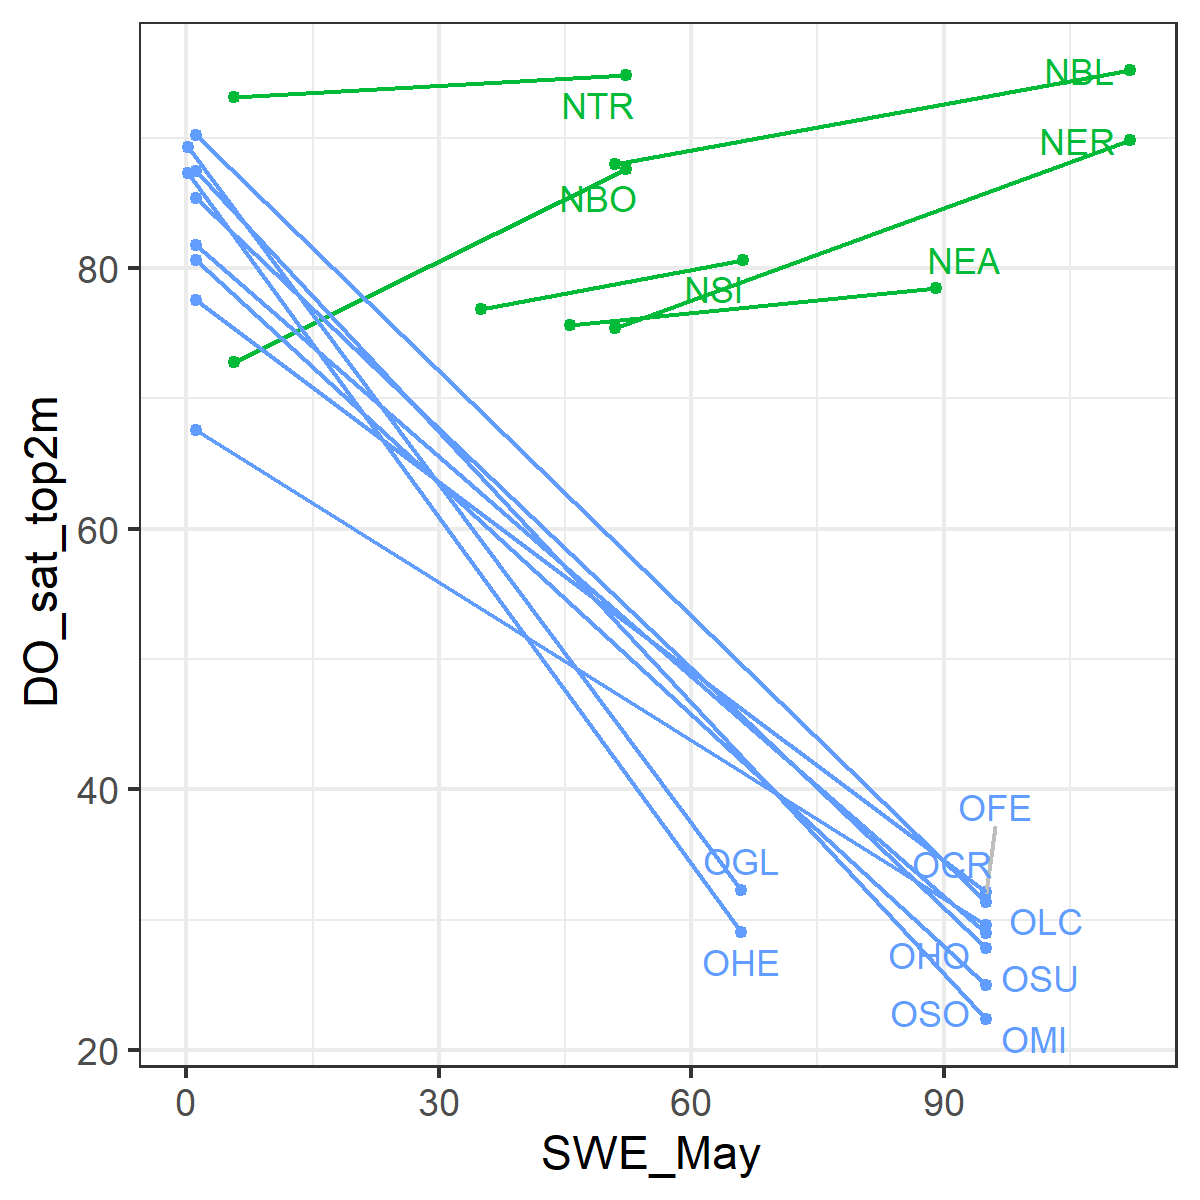 NBL
NTR
NER
NBO
NEA
80
NSI
DO_sat_top2m
60
40
OFE
OGL
OCR
OLC
OHO
OHE
OSU
OSO
OMI
20
0
30
60
90
SWE_May